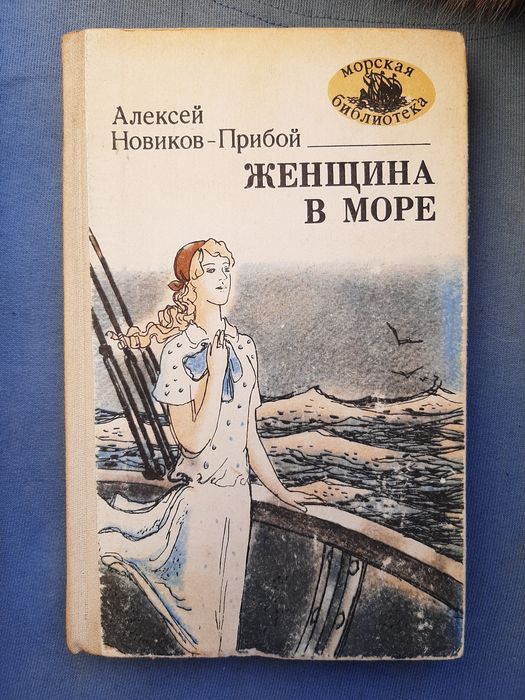 морская
библиотека
Алексей
Новиков-Прибой
ЖЕНЩИНА
В МОРЕ